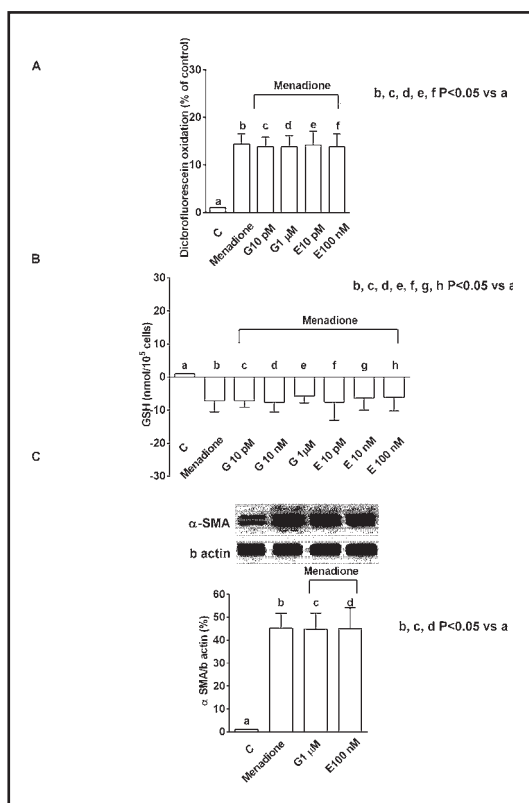 A
Diclorofluorescein oxidation (% of control)
30
20
10
0
Menadione
b, c, d, e, f P<0.05 vs a
a
b
c
d
e
f
C
Menadione
G10 pM
G1 μM
E10 pM
E100 nM
B
GSH (nmol/10⁵ cells)
30
20
10
0
-10
-20
-30
b, c, d, e, f, g, h P<0.05 vs a
Menadione
a
b
c
d
e
f
g
h
C
Menadione
G 10 pM
G 10 nM
G 1μM
E 10 pM
E 10 nM
E 100 nM
C
α-SMA
b actin
Menadione
α SMA/b actin (%)
60
50
40
30
20
10
0
a
b
c
d
b, c, d P<0.05 vs a
C
Menadione
G1 μM
E100 nM